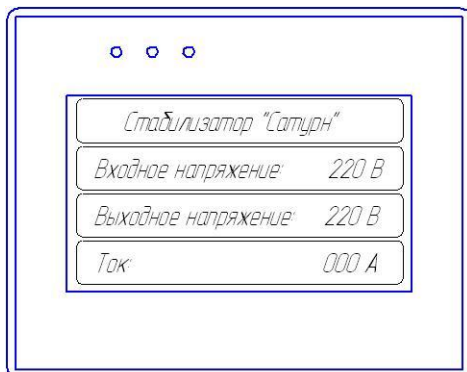 Стабилизатор "Сатурн"
Входное напряжение: 220 В
Выходное напряжение: 220 В
Ток: 000 А